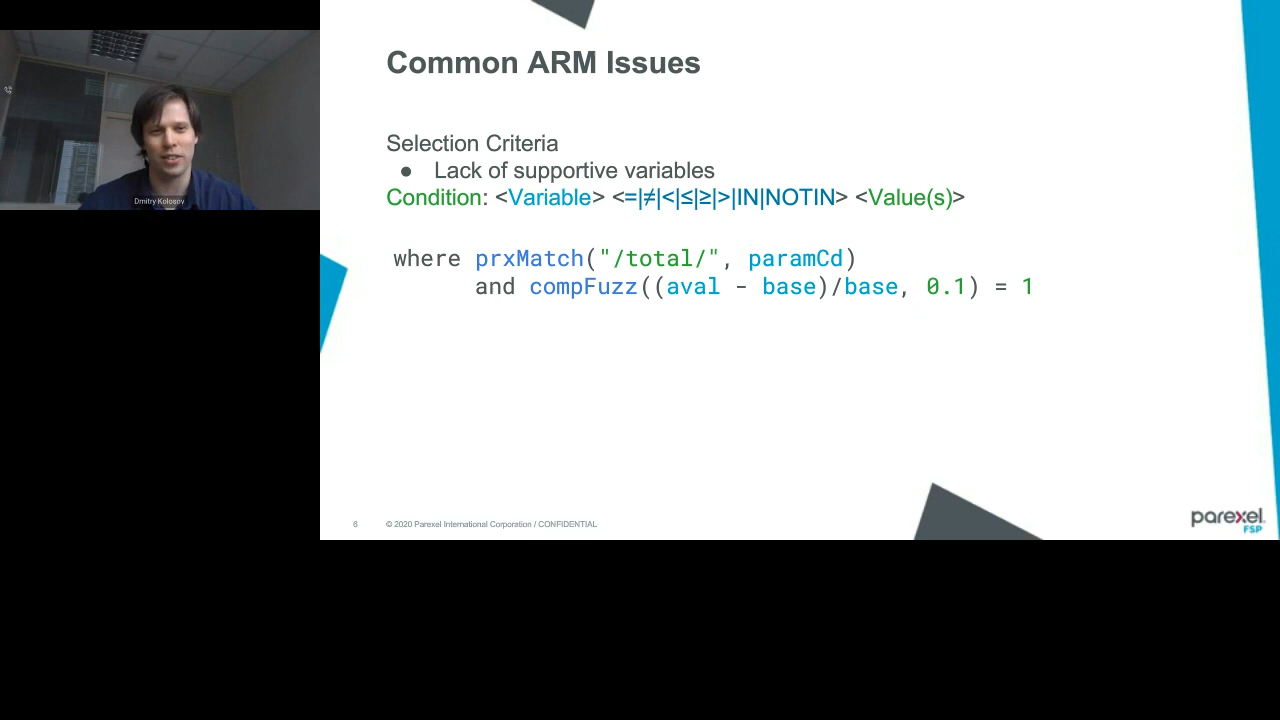 Common ARM Issues
Selection Criteria
● Lack of supportive variables
Condition: <Variable> <=|≠|<|≤|≥|>|IN|NOTIN> <Value(s)>
where prxMatch("/total/", paramCd)
and compFuzz((aval - base)/base, 0.1) = 1
Dmitry Kolosov
6 © 2020 Parexel International Corporation / CONFIDENTIAL
parexel.
FSP